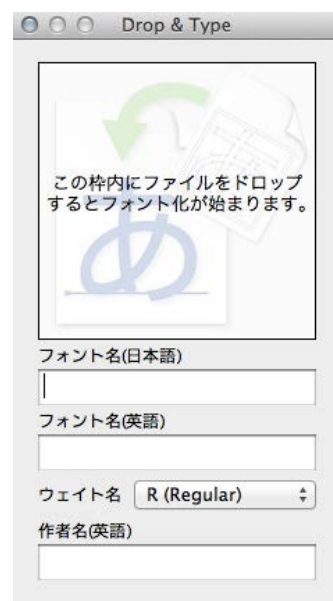 Drop & Type
この枠内にファイルをドロップ
するとフォント化が始まります。
あ
フォント名(日本語)
フォント名(英語)
ウェイト名 R (Regular)
作者名(英語)